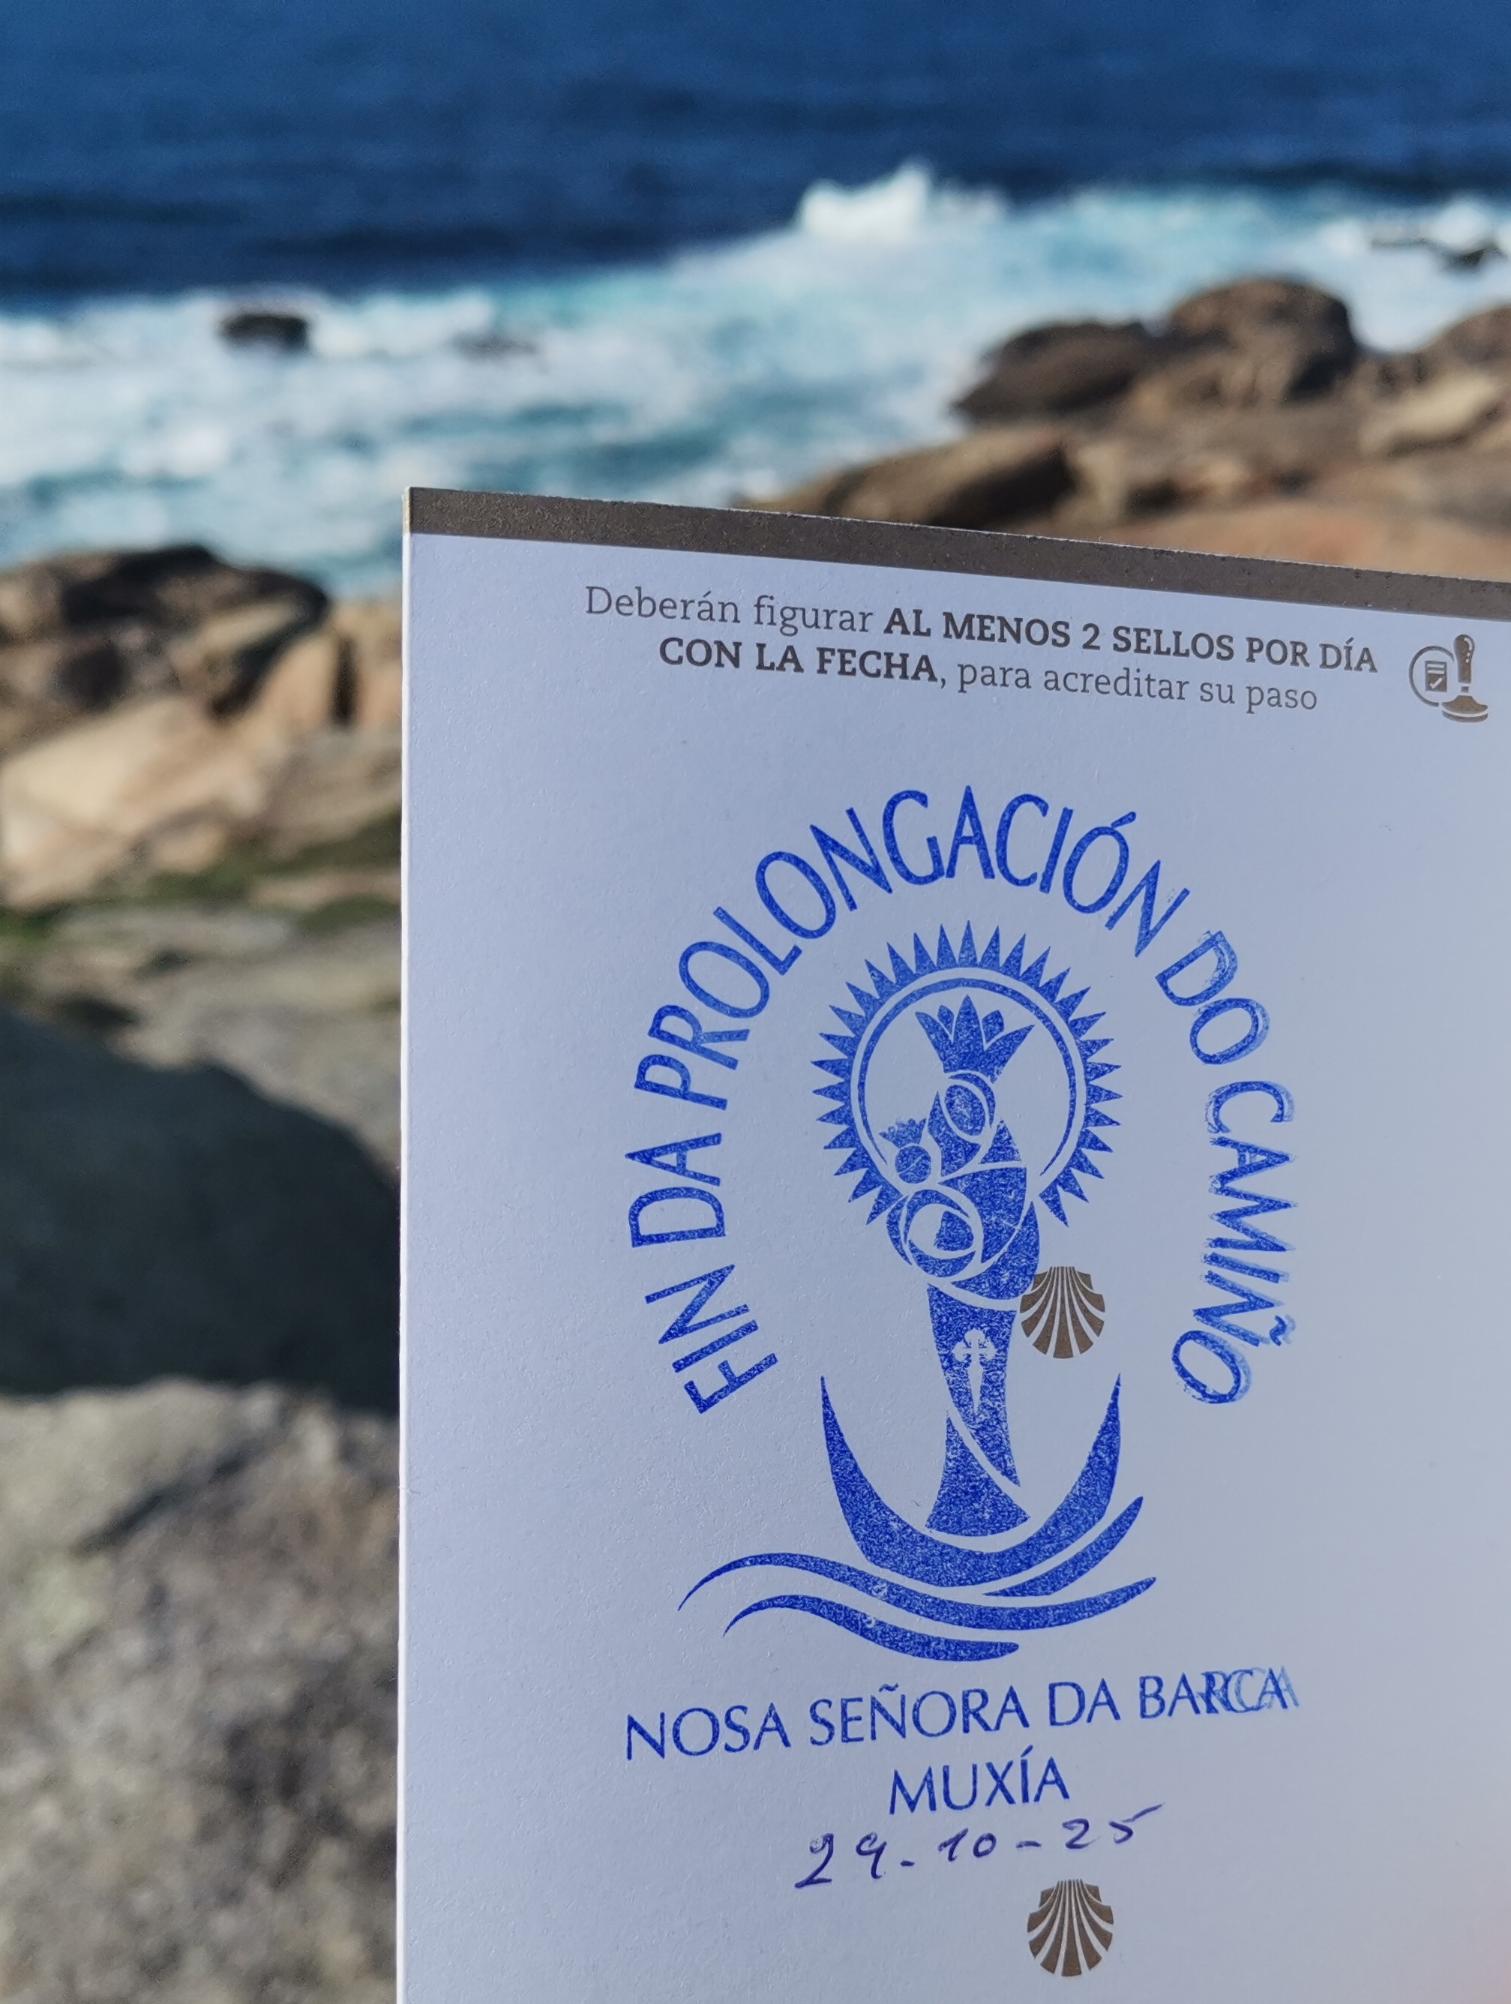 Deberán figurar AL MENOS 2 SELLOS POR DÍA
CON LA FECHA, para acreditar su paso
FIN DA PROLONGACIÓN DO CAMIÑO
NOSA SEÑORA DA BARCA
MUXÍA
29-10-25